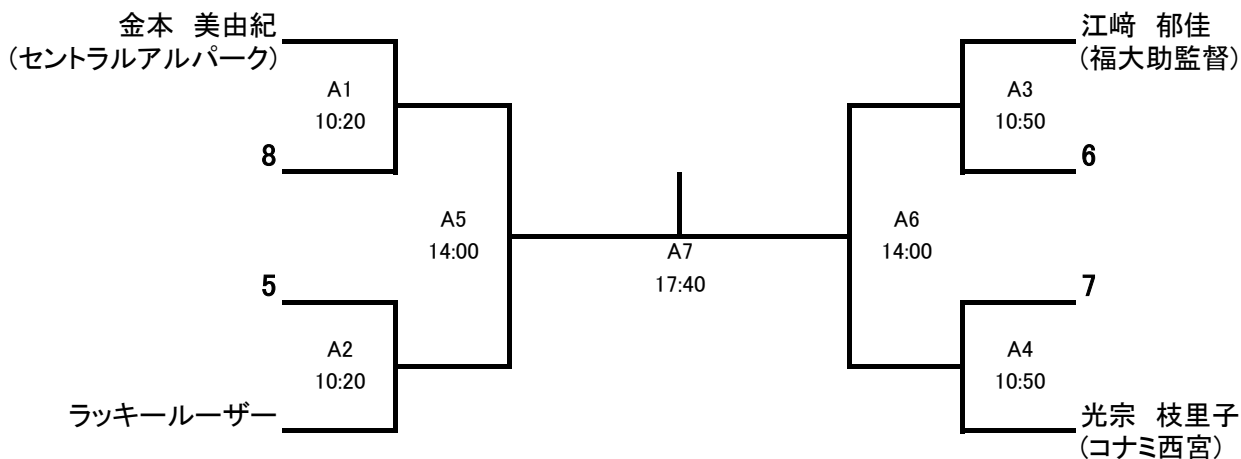 金本 美由紀
(セントラルアルパーク)
A1
10:20
8
A5
14:00
5
A2
10:20
ラッキールーザー
A7
17:40
江﨑 郁佳
(福大助監督)
A3
10:50
6
A6
14:00
7
A4
10:50
光宗 枝里子
(コナミ西宮)